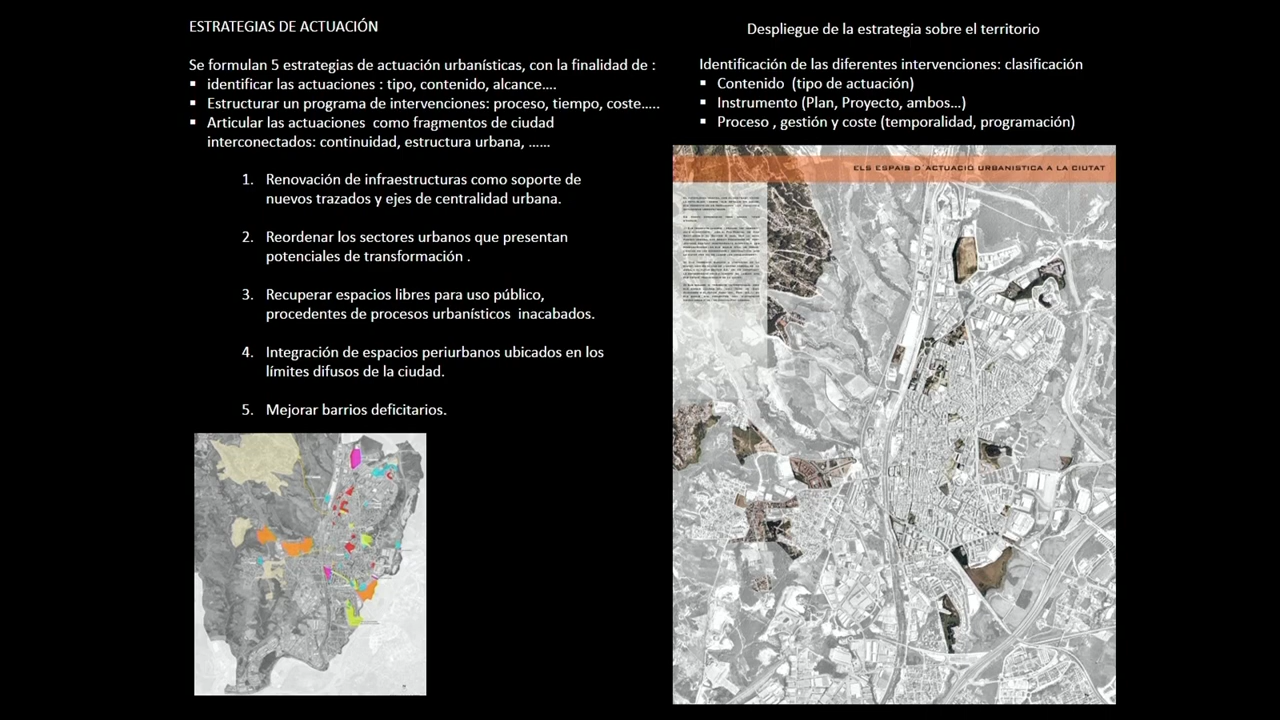 ESTRATEGIAS DE ACTUACIÓN
Se formulan 5 estrategias de actuación urbanísticas, con la finalidad de :
▪ identificar las actuaciones : tipo, contenido, alcance....
▪ Estructurar un programa de intervenciones: proceso, tiempo, coste.....
▪ Articular las actuaciones como fragmentos de ciudad
interconectados: continuidad, estructura urbana, ......
1. Renovación de infraestructuras como soporte de
nuevos trazados y ejes de centralidad urbana.
2. Reordenar los sectores urbanos que presentan
potenciales de transformación .
3. Recuperar espacios libres para uso público,
procedentes de procesos urbanísticos inacabados.
4. Integración de espacios periurbanos ubicados en los
límites difusos de la ciudad.
5. Mejorar barrios deficitarios.
Despliegue de la estrategia sobre el territorio
Identificación de las diferentes intervenciones: clasificación
▪ Contenido (tipo de actuación)
▪ Instrumento (Plan, Proyecto, ambos...)
▪ Proceso , gestión y coste (temporalidad, programación)
ELS ESPAIS D´ACTUACIO URBANISTICA A LA CIUTAT